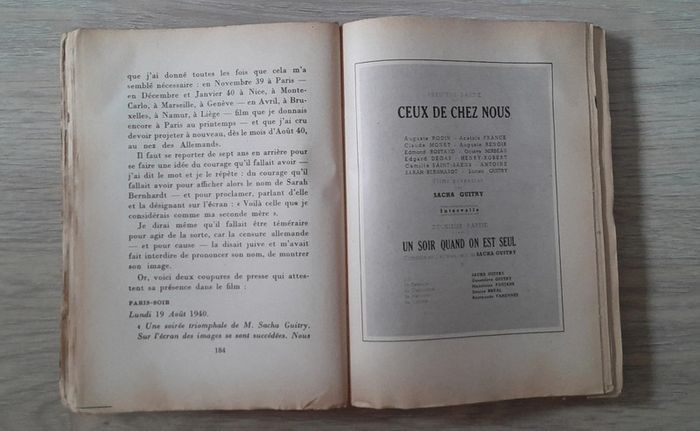 que j'ai donné toutes les fois que cela m'a
semblé nécessaire : en Novembre 39 à Paris —
en Décembre et Janvier 40 à Nice, à Monte-
Carlo, à Marseille, à Genève — en Avril, à Bru-
xelles, à Namur, à Liège — film que je donnais
encore à Paris au printemps — et que j'ai cru
devoir projeter à nouveau, dès le mois d'Août 40,
au nez des Allemands.
Il faut se reporter de sept ans en arrière pour
se faire une idée du courage qu'il fallait avoir —
j'ai dit le mot et je le répète : du courage qu'il
fallait avoir pour afficher alors le nom de Sarah
Bernhardt — et pour proclamer, parlant d'elle
et la désignant sur l'écran : « Voilà celle que je
considérais comme ma seconde mère ».
Je dirai même qu'il fallait être téméraire
pour agir de la sorte, car la censure allemande
— et pour cause — la disait juive et m'avait
fait interdire de prononcer son nom, de montrer
son image.
Or, voici deux coupures de presse qui attes-
tent sa présence dans le film :
PARIS-SOIR
Lundi 19 Août 1940.
« Une soirée triomphale de M. Sacha Guitry.
Sur l'écran des images se sont succédées. Nous
184
PREMIÈRE PARTIE
CEUX DE CHEZ NOUS
Auguste RODIN - Anatole FRANCE
Claude MONET - Auguste RENOIR
Edmond ROSTAND - Octave MIRBEAU
Edgard DEGAS - HENRY-ROBERT
Camille SAINT-SAENS - ANTOINE
SARAH BERNHARDT - Lucien GUITRY
SACHA GUITRY
Intervalle
DEUXIÈME PARTIE
UN SOIR QUAND ON EST SEUL
de SACHA GUITRY
SACHA GUITRY
Geneviève GUITRY